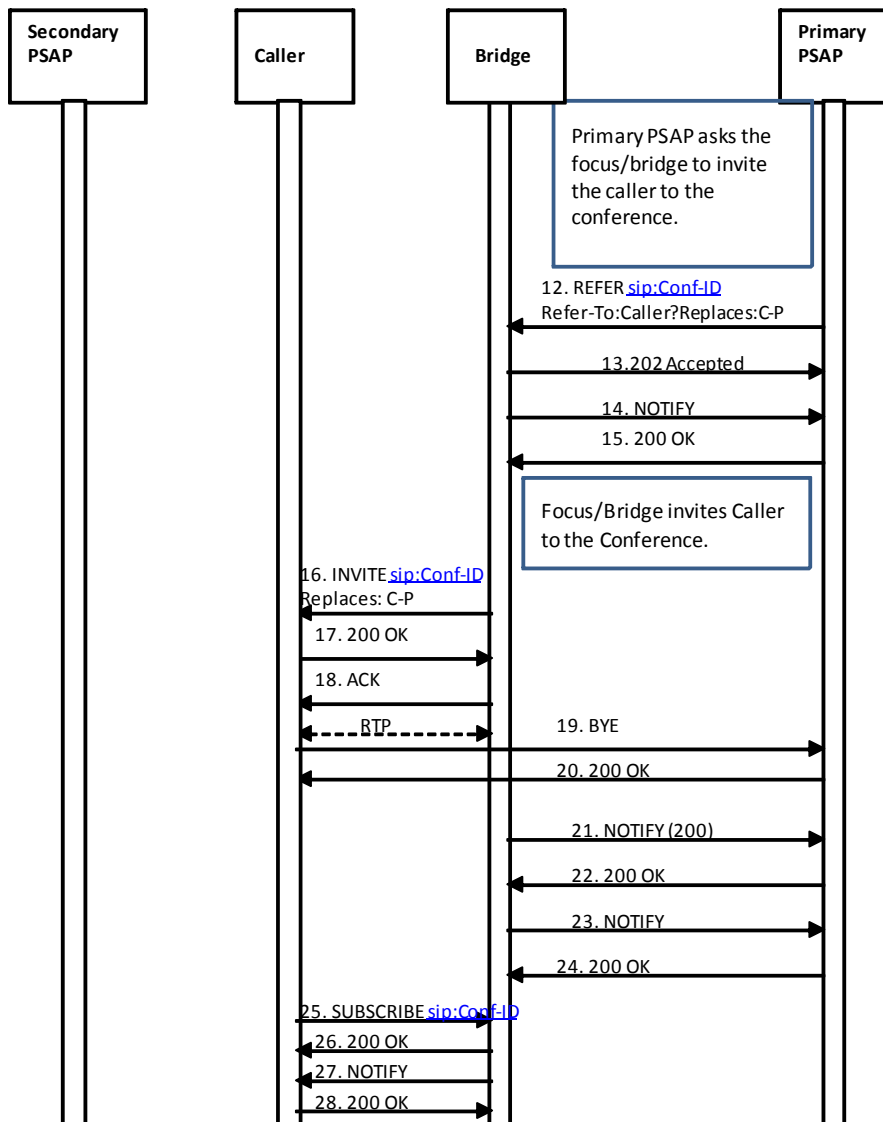 Secondary
PSAP
Caller
Bridge
Primary
PSAP
Primary PSAP asks the
focus/bridge to invite
the caller to the
conference.
12. REFER sip:Conf-ID
Refer-To:Caller?Replaces:C-P
13.202 Accepted
14. NOTIFY
15. 200 OK
Focus/Bridge invites Caller
to the Conference.
16. INVITE sip:Conf-ID
Replaces: C-P
17. 200 OK
18. ACK
RTP
19. BYE
20. 200 OK
21. NOTIFY (200)
22. 200 OK
23. NOTIFY
24. 200 OK
25. SUBSCRIBE sip:Conf-ID
26. 200 OK
27. NOTIFY
28. 200 OK